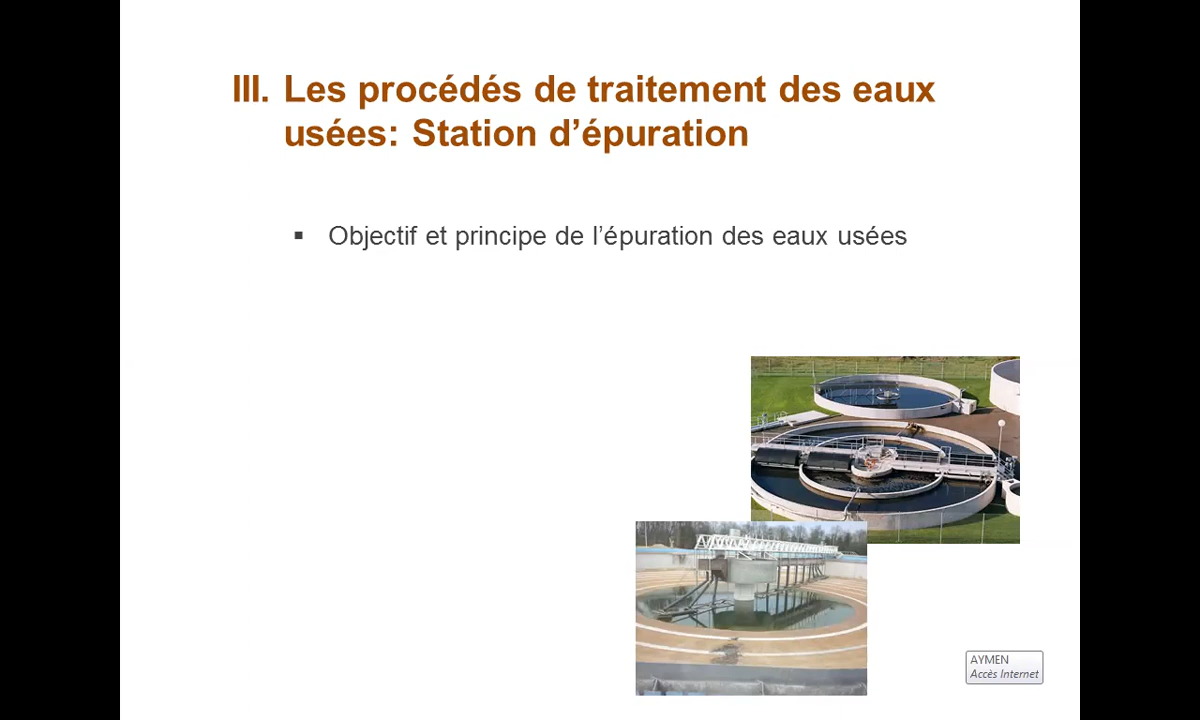 III. Les procédés de traitement des eaux
usées: Station d’épuration
▪ Objectif et principe de l’épuration des eaux usées
AYMEN
Accès Internet